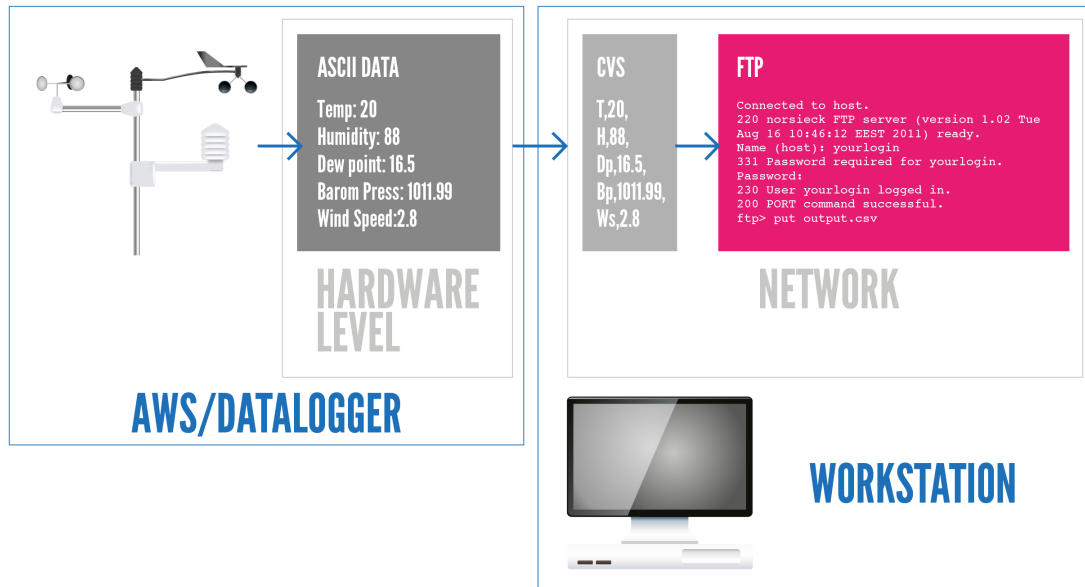 ASCII DATA
Temp: 20
Humidity: 88
Dew point: 16.5
Barom Press: 1011.99
Wind Speed:2.8
HARDWARE
LEVEL
AWS/DATALOGGER
CVS
T,20,
H,88,
Dp,16.5,
Bp,1011.99,
Ws,2.8
FTP
Connected to host.
220 norsieck FTP server (version 1.02 Tue
Aug 16 10:46:12 EEST 2011) ready.
Name (host): yourlogin
331 Password required for yourlogin.
Password:
230 User yourlogin logged in.
200 PORT command successful.
ftp> put output.csv
NETWORK
WORKSTATION